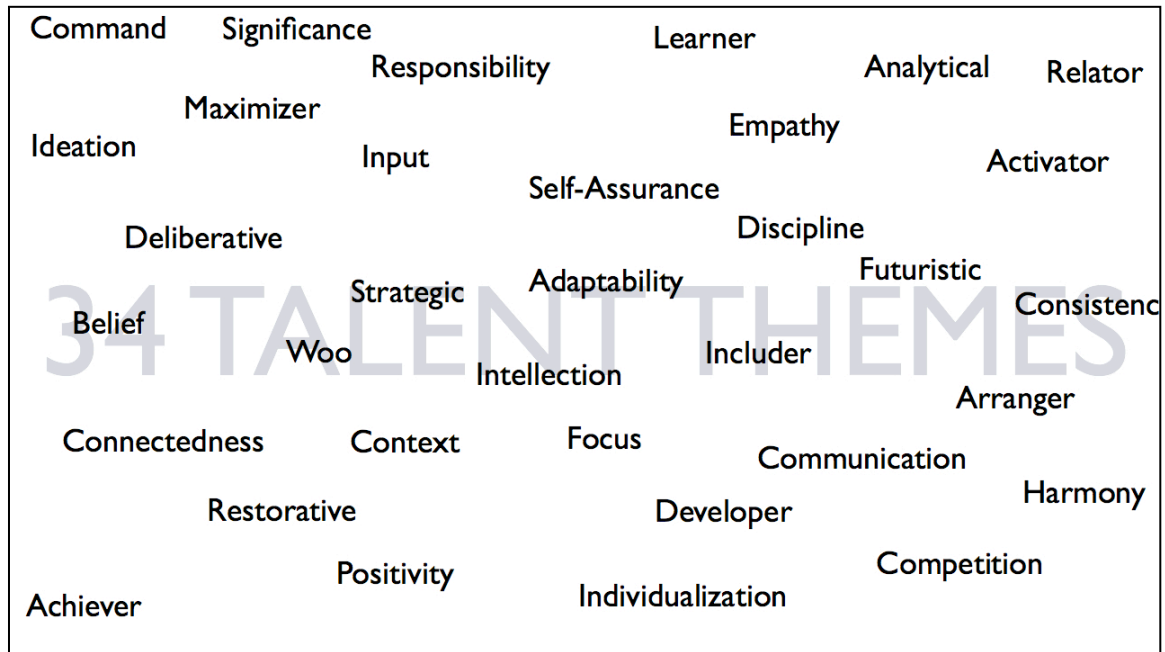 Command
Significance
Learner
Responsibility
Analytical
Relator
Maximizer
Empathy
Ideation
Input
Activator
Self-Assurance
Discipline
Deliberative
Futuristic
Adaptability
Strategic
Consistenc
34 TALENT THEMES
Belief
Woo
Includer
Intellection
Arranger
Connectedness
Context
Focus
Communication
Harmony
Restorative
Developer
Competition
Positivity
Individualization
Achiever